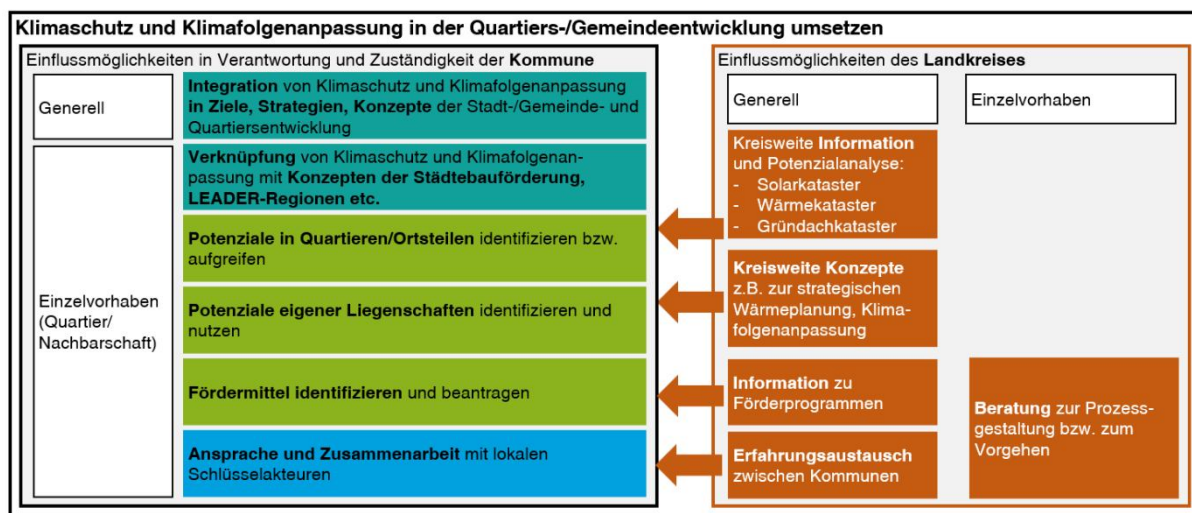 Klimaschutz und Klimafolgenanpassung in der Quartiers-/Gemeindeentwicklung umsetzen
Einflussmöglichkeiten in Verantwortung und Zuständigkeit der Kommune
Generell
Integration von Klimaschutz und Klimafolgenanpassung
in Ziele, Strategien, Konzepte der Stadt-/Gemeinde- und
Quartiersentwicklung
Einzelvorhaben
(Quartier/
Nachbarschaft)
Verknüpfung von Klimaschutz und Klimafolgenan-
passung mit Konzepten der Städtebauförderung,
LEADER-Regionen etc.
Potenziale in Quartieren/Ortsteilen identifizieren bzw.
aufgreifen
Potenziale eigener Liegenschaften identifizieren und
nutzen
Fördermittel identifizieren und beantragen
Ansprache und Zusammenarbeit mit lokalen
Schlüsselakteuren
Einflussmöglichkeiten des Landkreises
Generell
Einzelvorhaben
Kreisweite Information
und Potenzialanalyse:
- Solarkataster
- Wärmekataster
- Gründachkataster
Kreisweite Konzepte
z.B. zur strategischen
Wärmeplanung, Klima-
folgenanpassung
Information zu
Förderprogrammen
Erfahrungsaustausch
zwischen Kommunen
Beratung zur Prozess-
gestaltung bzw. zum
Vorgehen